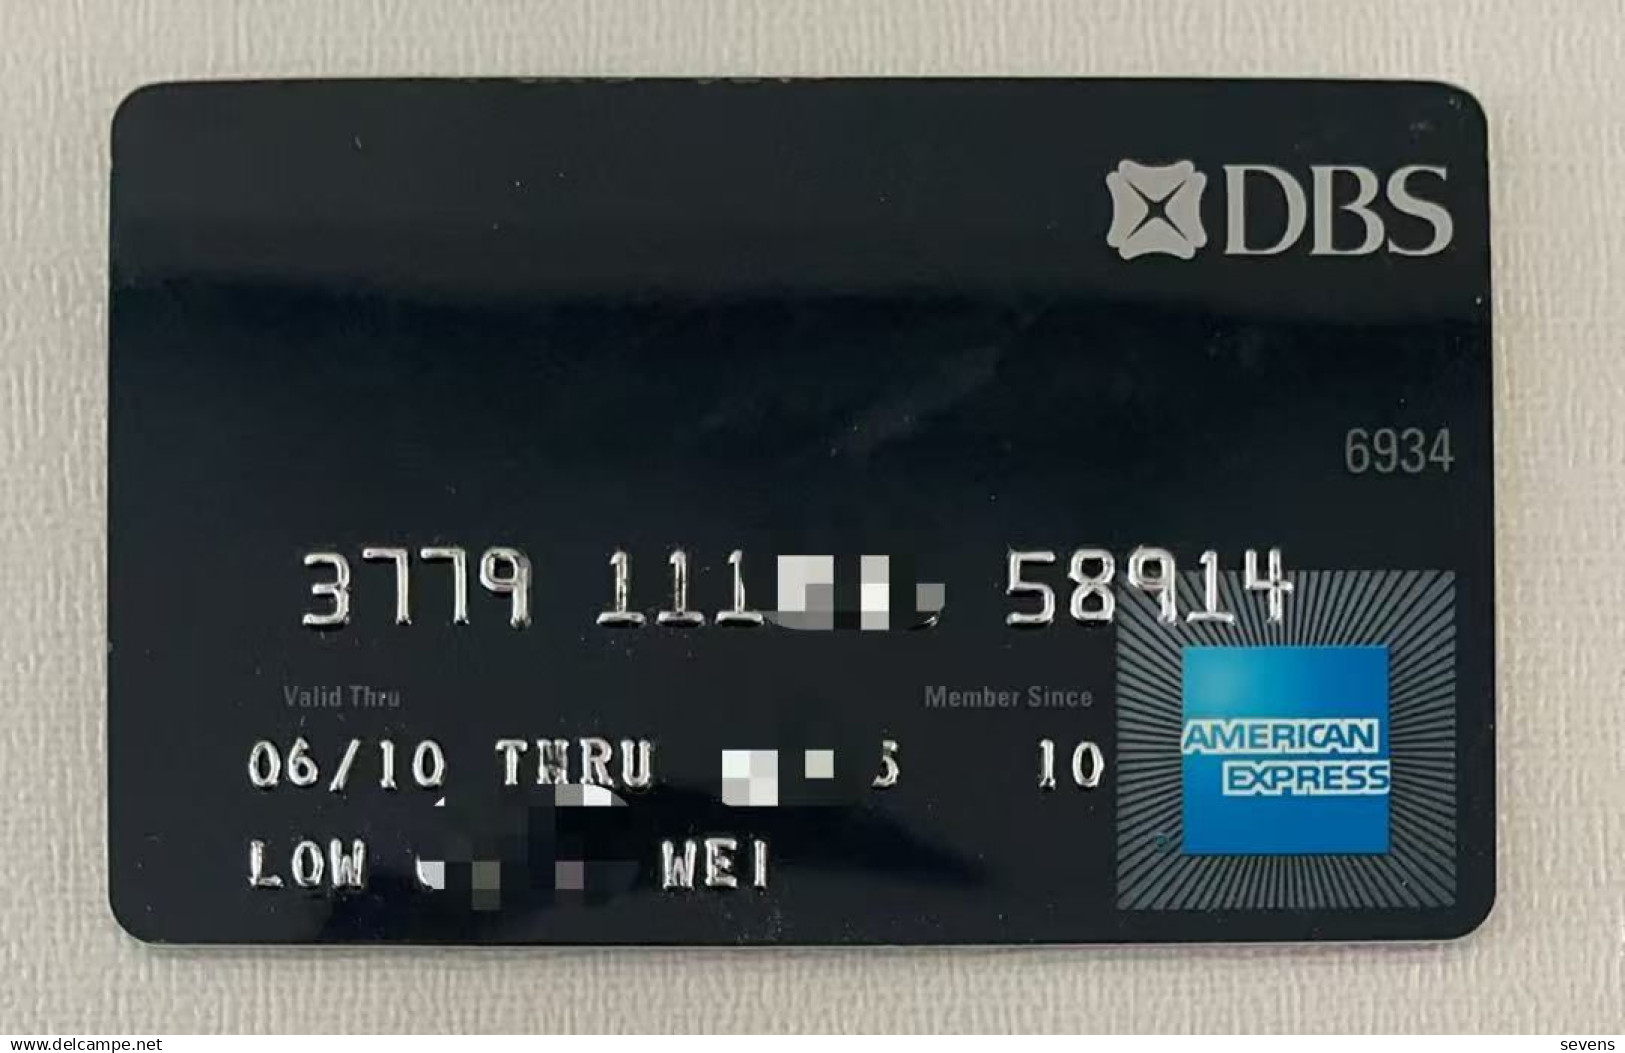 DBS
6934
3779 111 58914
Valid Thru Member Since
06/10 THRU 10
LOW WEI
AMERICAN
EXPRESS
®
www.delcampe.net sevens